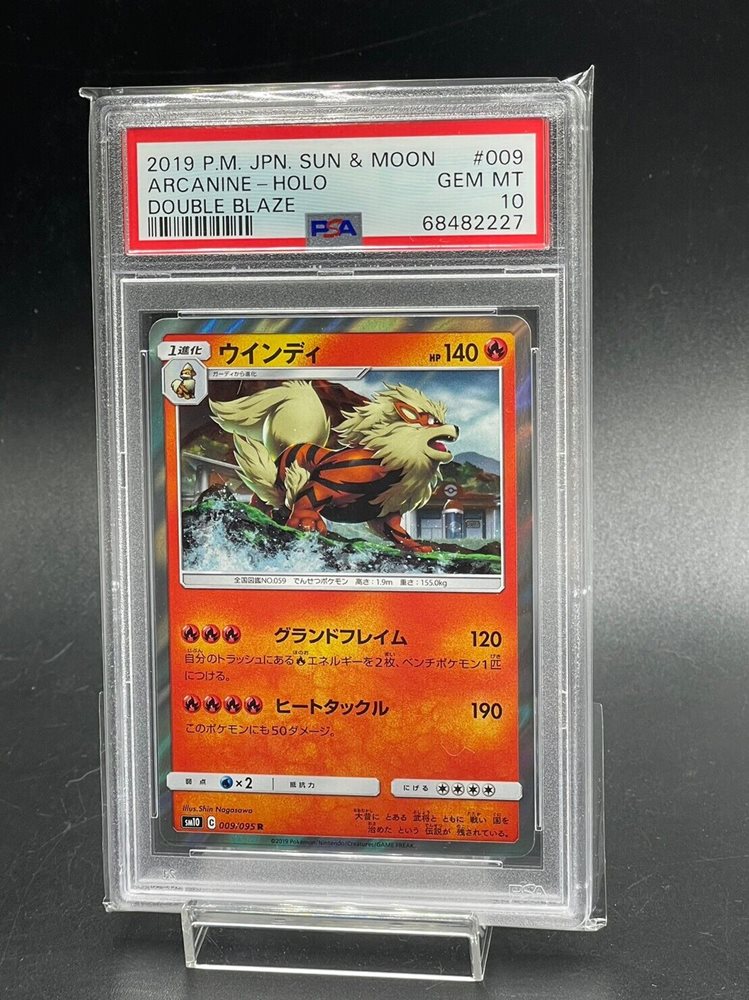 2019 P.M. JPN. SUN & MOON #009
ARCANINE - HOLO GEM MT
DOUBLE BLAZE 10
PSA 68482227
1進化 ウインディ HP 140
ガーディから進化
全国図鑑NO.059 でんせつポケモン 高さ:1.9m 重さ:155.0kg
グランドフレイム 120
自分のトラッシュにあるエネルギーを2枚、ベンチポケモン1匹
につける。
ヒートタックル 190
このポケモンにも50ダメージ。
弱点 ×2 抵抗力 にげる
Illus.Shin Nagasawa
大昔に とある 武将と ともに 戦い 国を
sm10 C 009/095 R 治めた という 伝説が 残されている。
©2019 Pokémon/Nintendo/Creatures/GAME FREAK.
PSA